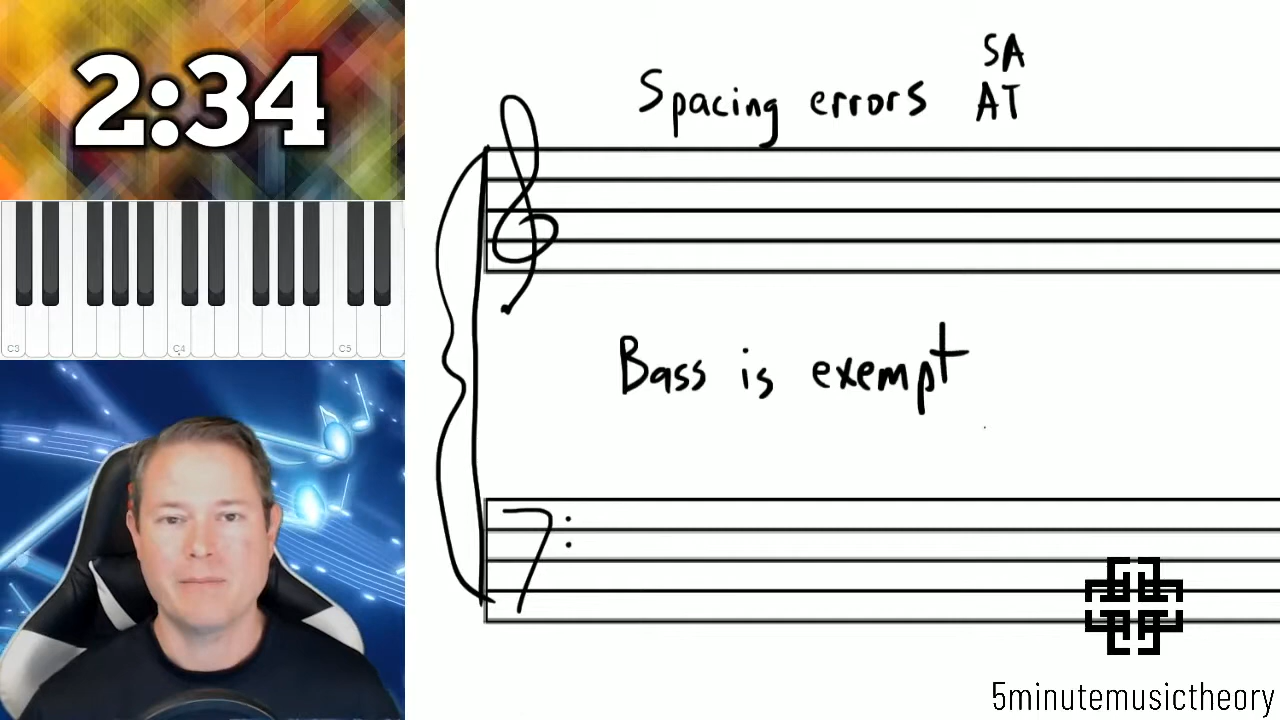 2:34
C3
C4
C5
SA
Spacing errors AT
Bass is exempt
5minutemusictheory